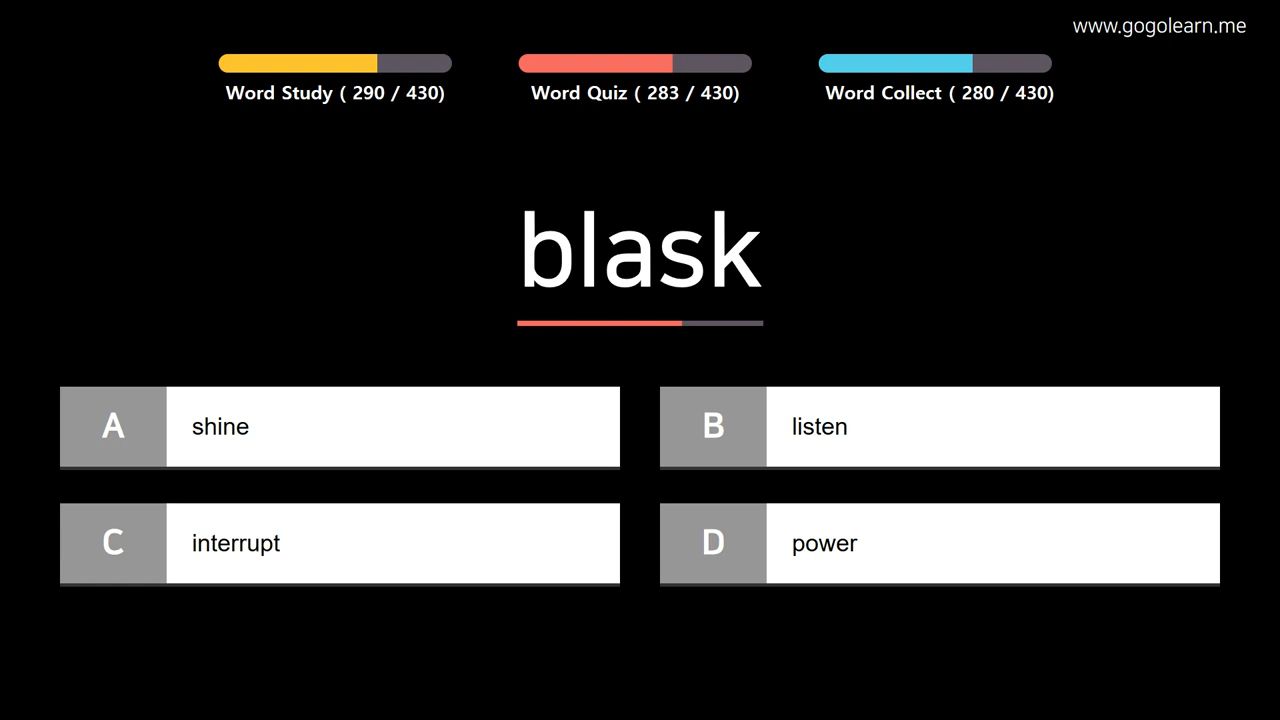 www.gogolearn.me
Word Study ( 290 / 430)
Word Quiz ( 283 / 430)
Word Collect ( 280 / 430)
blask
A shine
B listen
C interrupt
D power